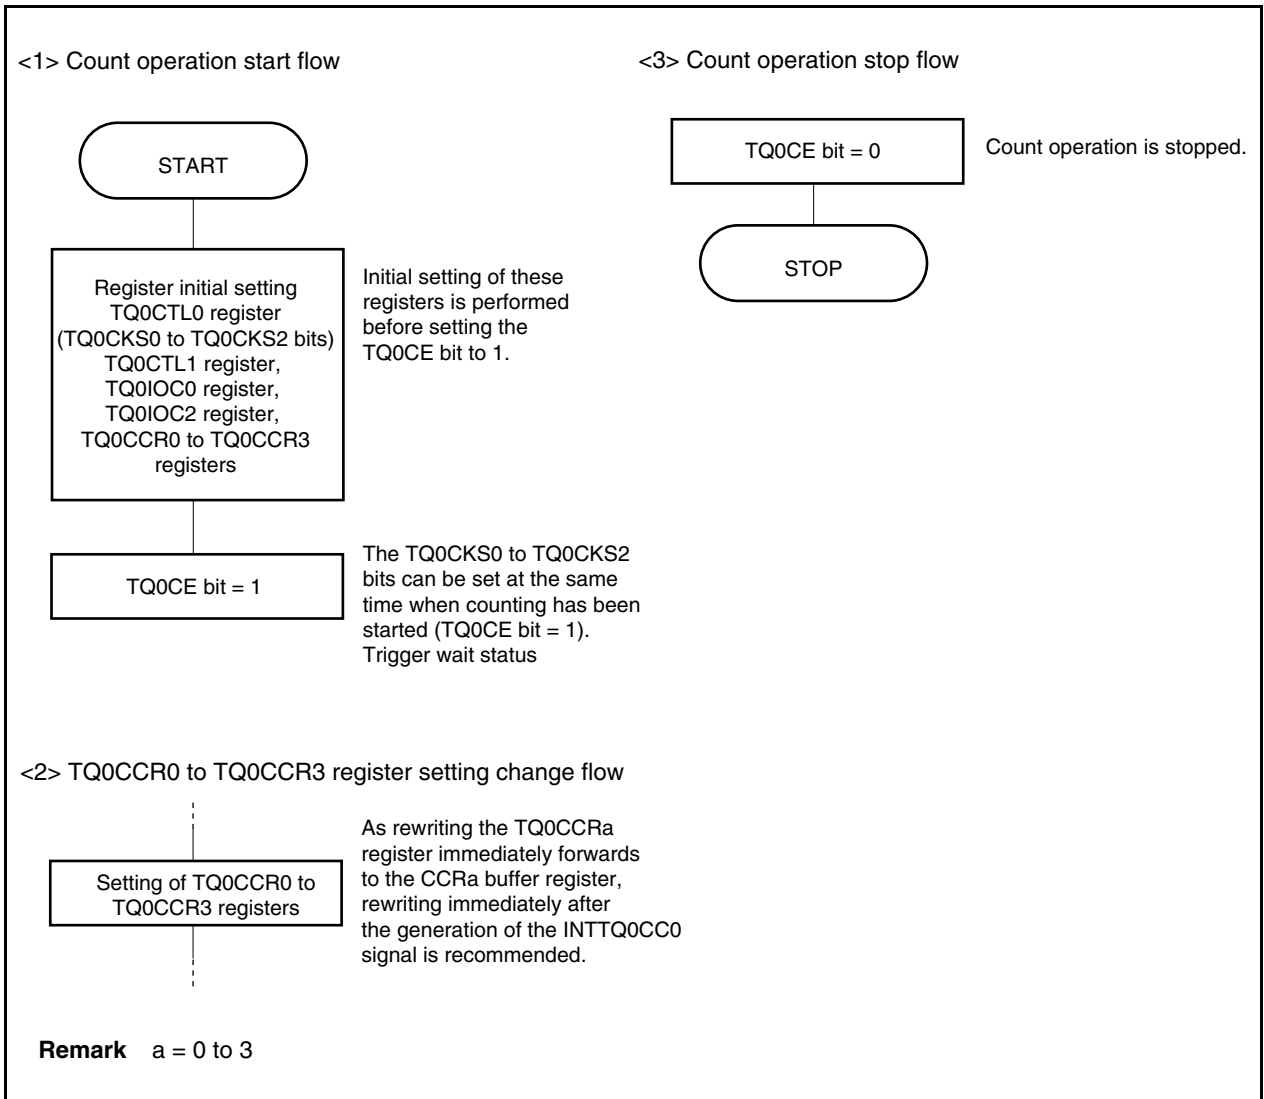 <1> Count operation start flow
START
Register initial setting
TQ0CTL0 register
(TQ0CKS0 to TQ0CKS2 bits)
TQ0CTL1 register,
TQ0IOC0 register,
TQ0IOC2 register,
TQ0CCR0 to TQ0CCR3
registers
Initial setting of these
registers is performed
before setting the
TQ0CE bit to 1.
TQ0CE bit = 1
The TQ0CKS0 to TQ0CKS2
bits can be set at the same
time when counting has been
started (TQ0CE bit = 1).
Trigger wait status
<2> TQ0CCR0 to TQ0CCR3 register setting change flow
Setting of TQ0CCR0 to
TQ0CCR3 registers
As rewriting the TQ0CCRa
register immediately forwards
to the CCRa buffer register,
rewriting immediately after
the generation of the INTTQ0CC0
signal is recommended.
<3> Count operation stop flow
TQ0CE bit = 0
Count operation is stopped.
STOP
Remark a = 0 to 3